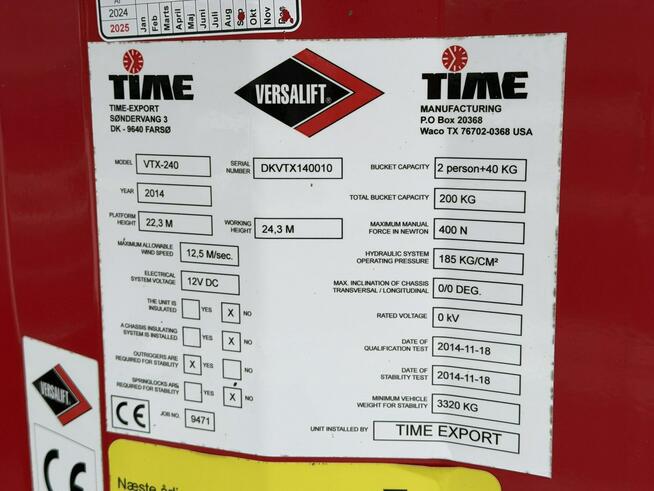 2024
2025
Jan
Feb
Marts
April
Maj
Juni
Juli
Aug
Sep
Okt
Nov
TIME
TIME-EXPORT
SØNDERVANG 3
DK - 9640 FARSØ
VERSALIFT®
TIME
MANUFACTURING
P.O Box 20368
Waco TX 76702-0368 USA
MODEL VTX-240 SERIAL NUMBER DKVTX140010
YEAR 2014
PLATFORM HEIGHT 22,3 M WORKING HEIGHT 24,3 M
MAXIMUM ALLOWABLE WIND SPEED 12,5 M/sec.
ELECTRICAL SYSTEM VOLTAGE 12V DC
THE UNIT IS INSULATED YES X NO
A CHASSIS INSULATING SYSTEM IS INSTALLED YES X NO
OUTRIGERS ARE REQUIRED FOR STABILITY X YES NO
SPRINGLOCKS ARE REQUIRED FOR STABILITY YES X NO
CE JOB NO. 9471
BUCKET CAPACITY 2 person+40 KG
TOTAL BUCKET CAPACITY 200 KG
MAXIMUM MANUAL FORCE IN NEWTON 400 N
HYDRAULIC SYSTEM OPERATING PRESSURE 185 KG/CM²
MAX. INCLINATION OF CHASSIS TRANSVERSAL / LONGITUDINAL 0/0 DEG.
RATED VOLTAGE 0 kV
DATE OF QUALIFICATION TEST 2014-11-18
DATE OF STABILITY TEST 2014-11-18
MINIMUM VEHICLE WEIGHT FOR STABILITY 3320 KG
UNIT INSTALLED BY TIME EXPORT
VERSALIFT
CE
Næste